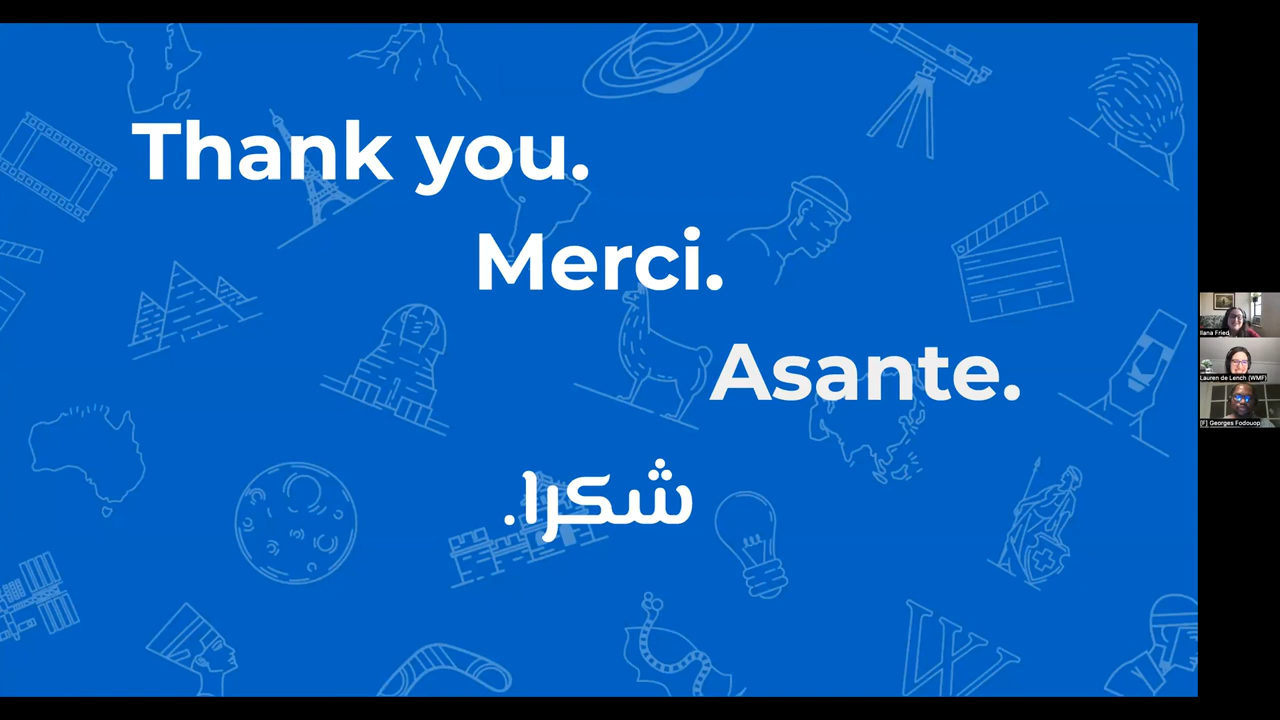 Thank you.
Merci.
Asante.
شكرا.
Ilana Fried
Lauren de Lench (WMF)
[F] Georges Fodouop